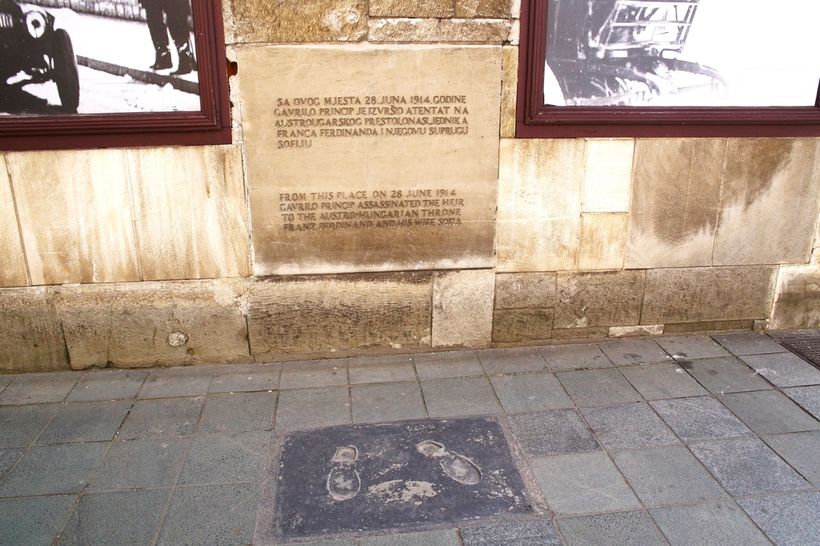 SA OVOG MJESTA 28. JUNA 1914. GODINE
GAVRILO PRINCIP JE IZVRŠIO ATENTAT NA
AUSTROUGARSKOG PRESTOLONASLJEDNIKA
FRANCA FERDINANDA I NJEGOVU SUPRUGU
SOFIJU
FROM THIS PLACE ON 28 JUNE 1914
GAVRILO PRINCIP ASSASSINATED THE HEIR
TO THE AUSTRO-HUNGARIAN THRONE
FRANZ FERDINAND AND HIS WIFE SOFIA